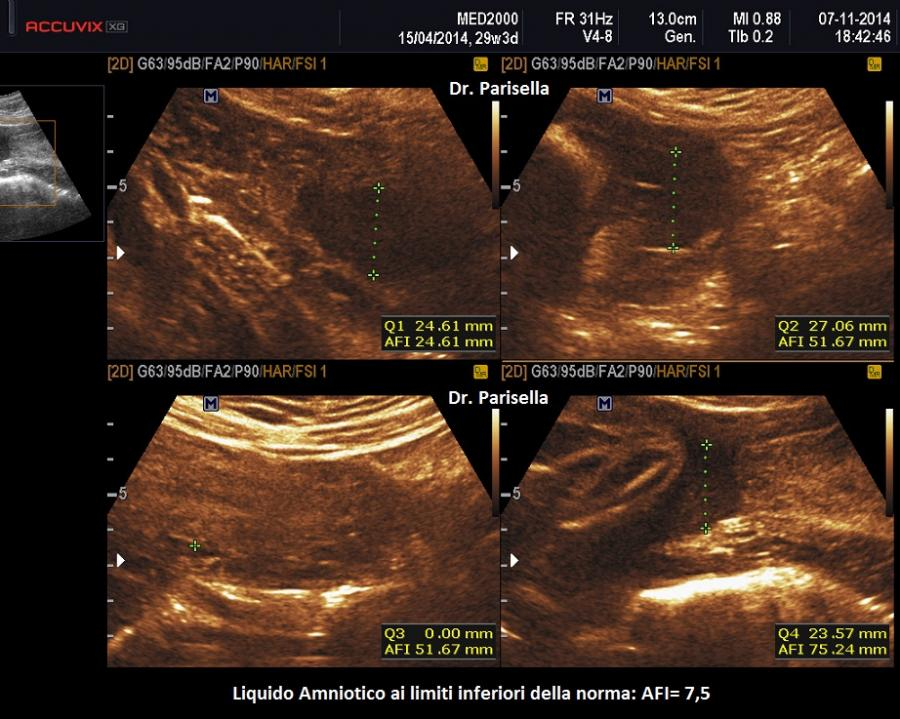 ACCUVIX XG
MED2000
15/04/2014, 29w3d
FR 31Hz
V4-8
13.0cm
Gen.
MI 0.88
TIb 0.2
07-11-2014
18:42:46
[2D] G63/95dB/FA2/P90/HAR/FSI 1
[2D] G63/95dB/FA2/P90/HAR/FSI 1
Dr. Parisella
M
M
5
5
Q1 24.61 mm
AFI 24.61 mm
Q2 27.06 mm
AFI 51.67 mm
[2D] G63/95dB/FA2/P90/HAR/FSI 1
[2D] G63/95dB/FA2/P90/HAR/FSI 1
Dr. Parisella
M
M
5
5
Q3 0.00 mm
AFI 51.67 mm
Q4 23.57 mm
AFI 75.24 mm
Liquido Amniotico ai limiti inferiori della norma: AFI= 7,5